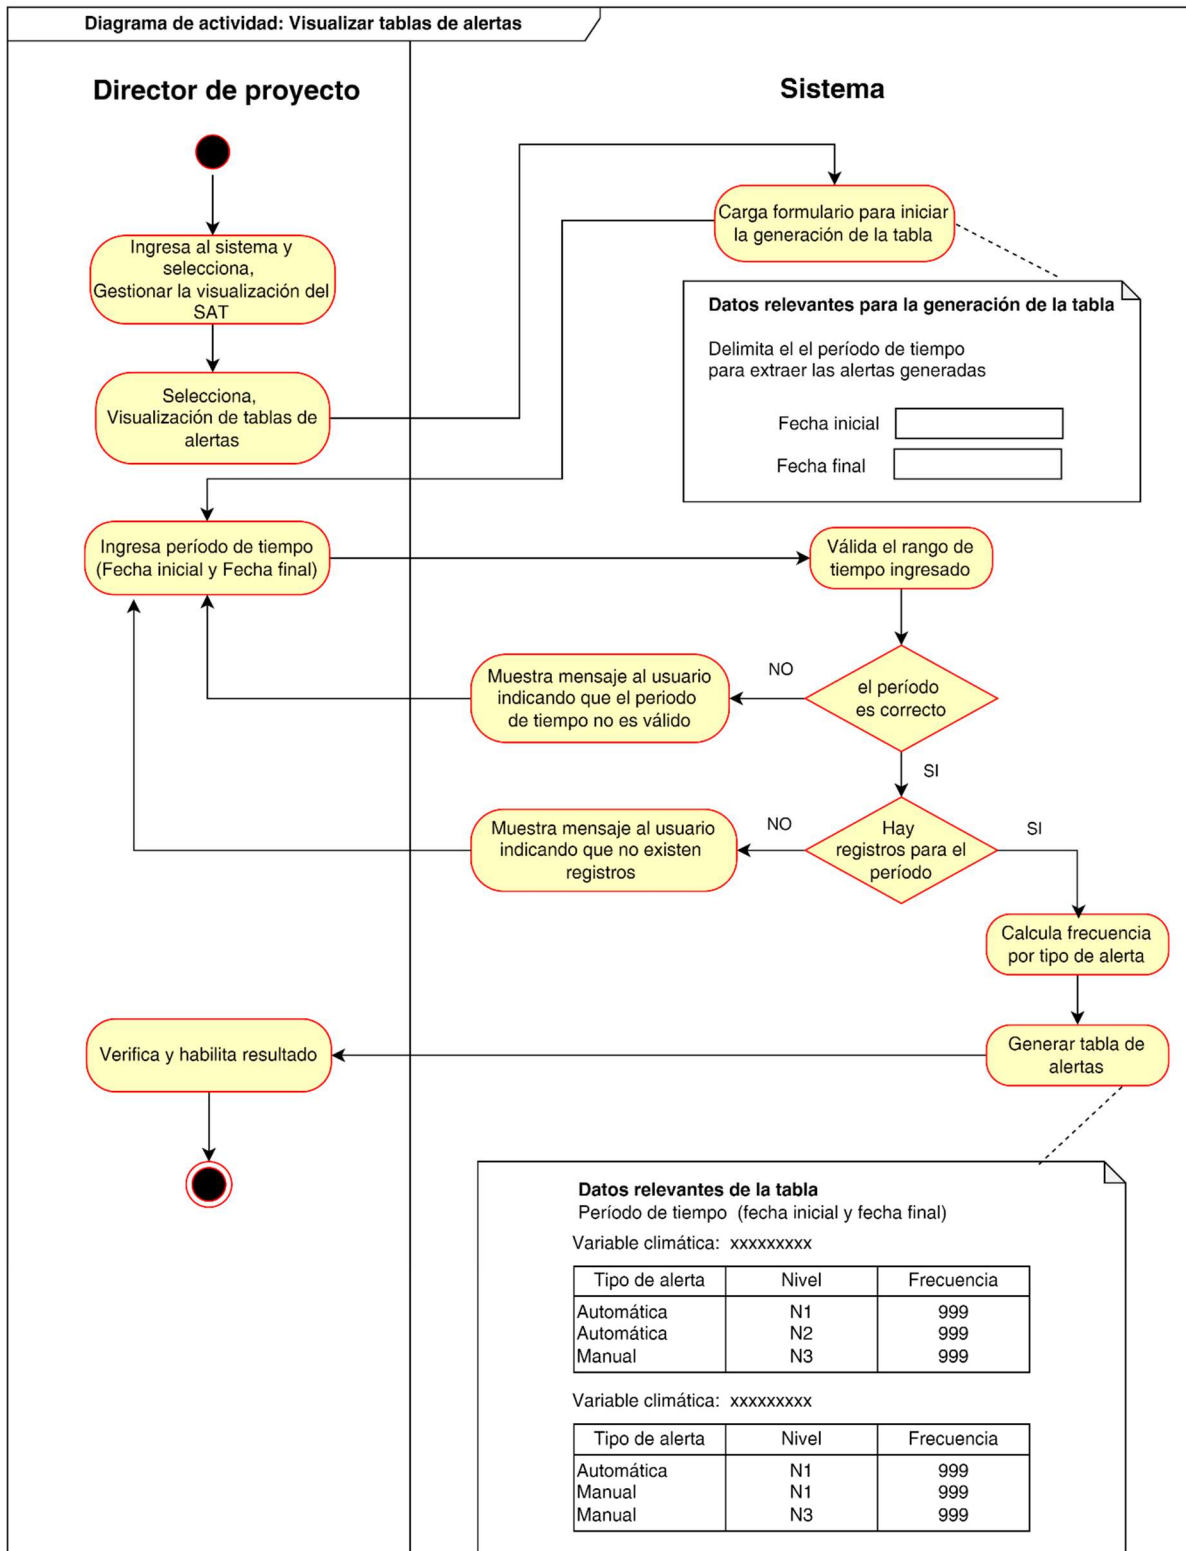 Diagrama de actividad: Visualizar tablas de alertas
Director de proyecto
Sistema
Ingresa al sistema y
selecciona,
Gestionar la visualización del
SAT
Selecciona,
Visualización de tablas de
alertas
Carga formulario para iniciar
la generación de la tabla
Datos relevantes para la generación de la tabla
Delimita el el período de tiempo
para extraer las alertas generadas
Fecha inicial
Fecha final
Ingresa período de tiempo
(Fecha inicial y Fecha final)
Válida el rango de
tiempo ingresado
el período
es correcto
NO
Muestra mensaje al usuario
indicando que el periodo
de tiempo no es válido
SI
Hay
registros para el
período
NO
Muestra mensaje al usuario
indicando que no existen
registros
SI
Calcula frecuencia
por tipo de alerta
Generar tabla de
alertas
Verifica y habilita resultado
Datos relevantes de la tabla
Período de tiempo (fecha inicial y fecha final)
Variable climática: xxxxxxxxx
Tipo de alerta Nivel Frecuencia
Automática N1 999
Automática N2 999
Manual N3 999
Variable climática: xxxxxxxxx
Tipo de alerta Nivel Frecuencia
Automática N1 999
Manual N1 999
Manual N3 999